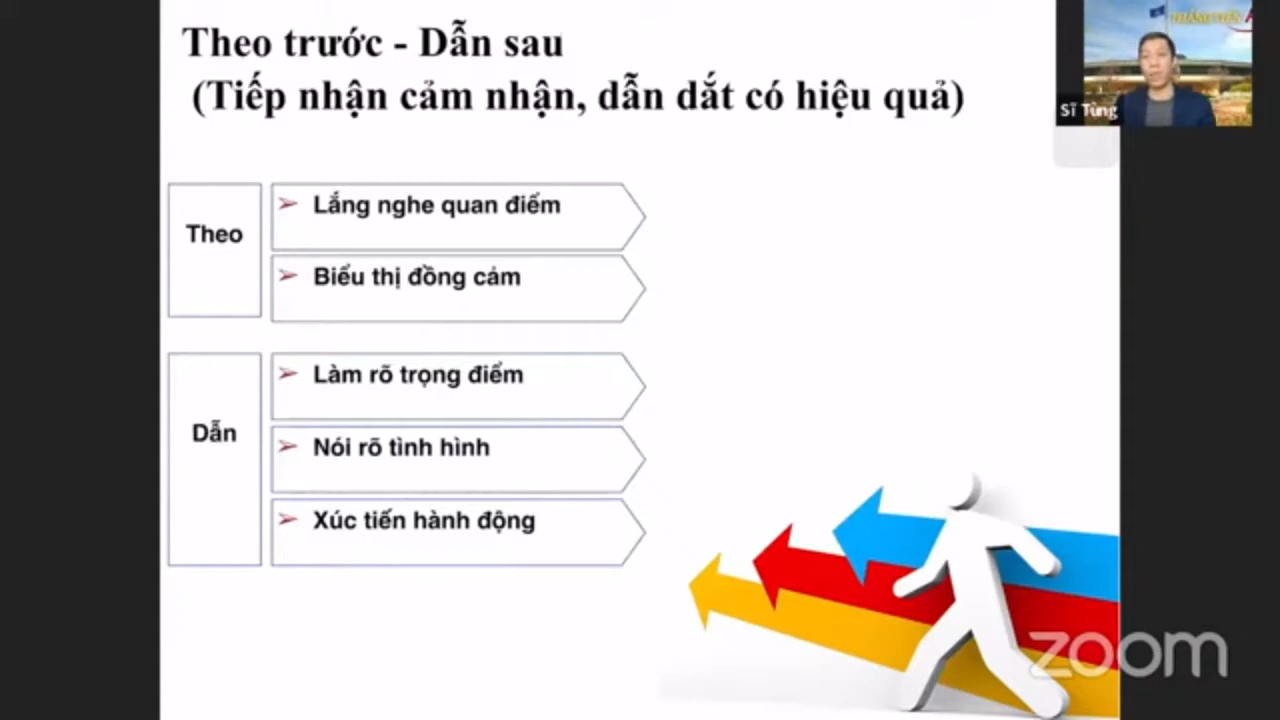 Theo trước - Dẫn sau
(Tiếp nhận cảm nhận, dẫn dắt có hiệu quả)
Sĩ Tùng
Theo
➢ Lắng nghe quan điểm
➢ Biểu thị đồng cảm
Dẫn
➢ Làm rõ trọng điểm
➢ Nói rõ tình hình
➢ Xúc tiến hành động
zoom